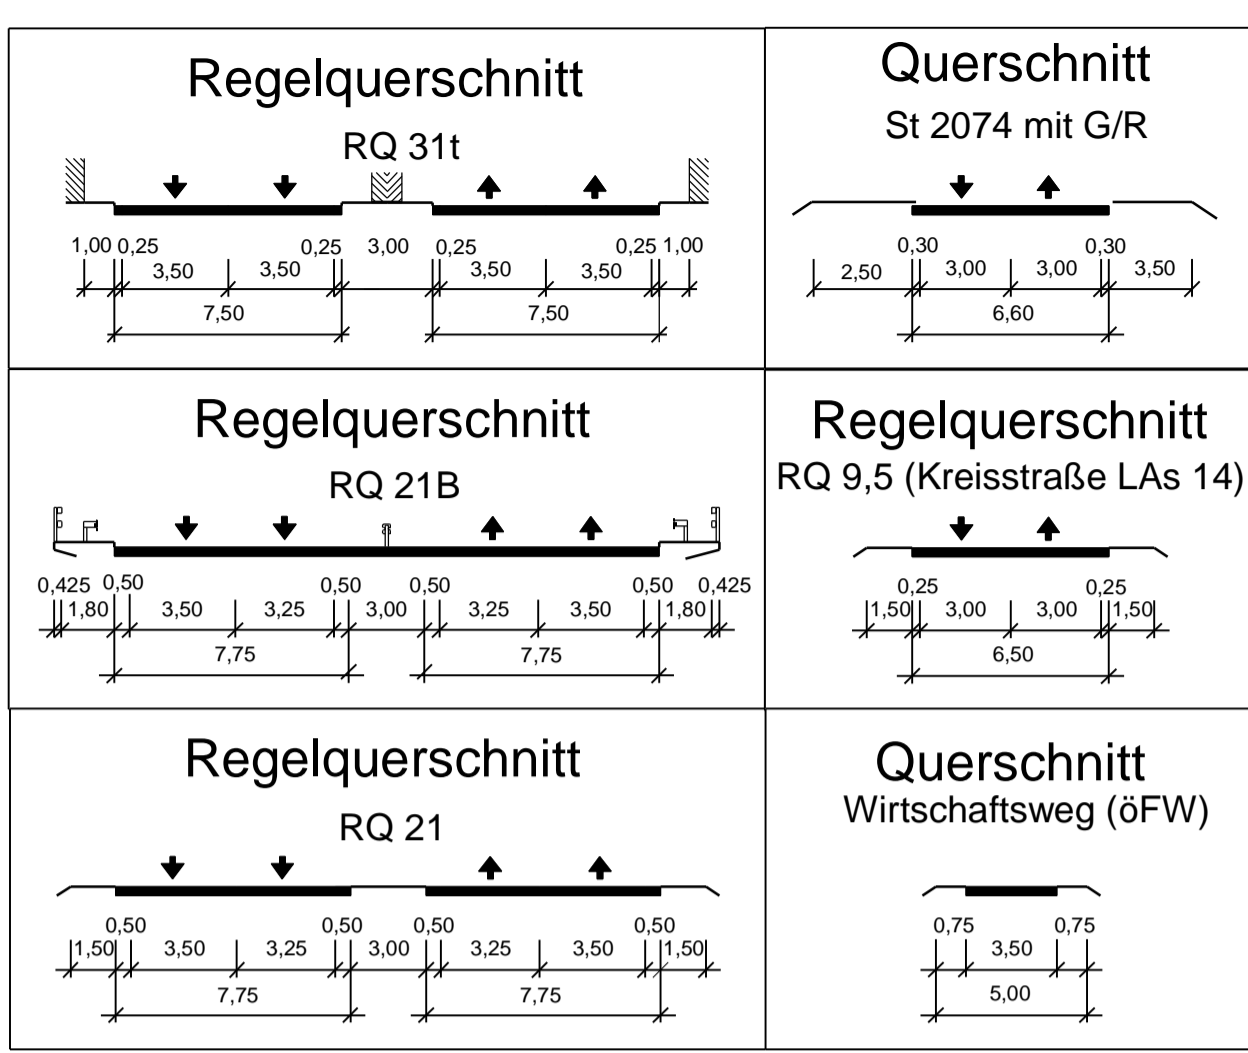 Regelquerschnitt
RQ 31t
1,00 0,25 0,25 3,00 0,25 0,25 1,00
3,50 3,50 3,50 3,50
7,50 7,50
Querschnitt
St 2074 mit G/R
0,30 0,30
2,50 3,00 3,00 3,50
6,60
Regelquerschnitt
RQ 21B
0,425 0,50 0,50 0,50 0,50 0,425
1,80 3,50 3,25 3,00 3,25 3,50 1,80
7,75 7,75
Regelquerschnitt
RQ 9,5 (Kreisstraße LAs 14)
0,25 0,25
1,50 3,00 3,00 1,50
6,50
Regelquerschnitt
RQ 21
0,50 0,50 0,50 0,50
1,50 3,50 3,25 3,00 3,25 3,50 1,50
7,75 7,75
Querschnitt
Wirtschaftsweg (öFW)
0,75 0,75
3,50
5,00